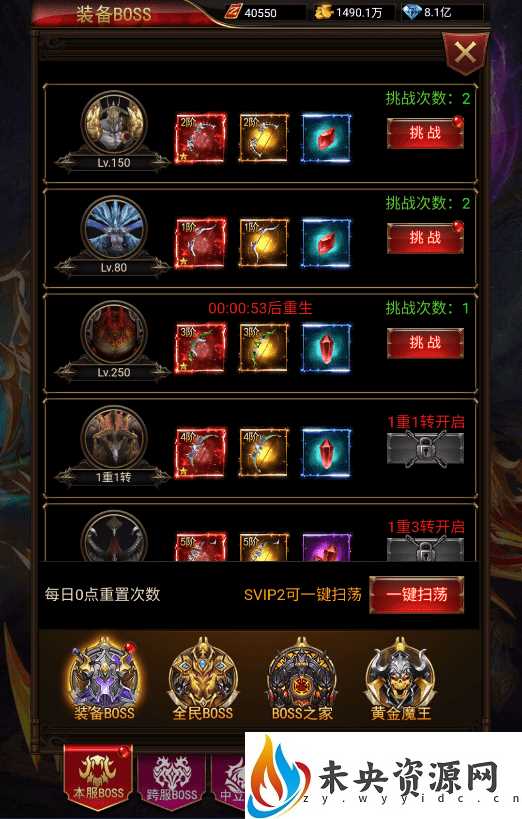 装备BOSS
40550
1490.1万
8.1亿
挑战次数：2
2阶
2阶
挑战
Lv.150
挑战次数：2
1阶
1阶
挑战
Lv.80
00:00:53后重生
挑战次数：1
3阶
3阶
挑战
Lv.250
1重1转开启
4阶
4阶
1重1转
1重3转开启
5阶
5阶
每日0点重置次数
SVIP2可一键扫荡
一键扫荡
装备BOSS
全民BOSS
BOSS之家
黄金魔王
本服BOSS
跨服BOSS
中立
未央资源网
zy.wyyidc.cn